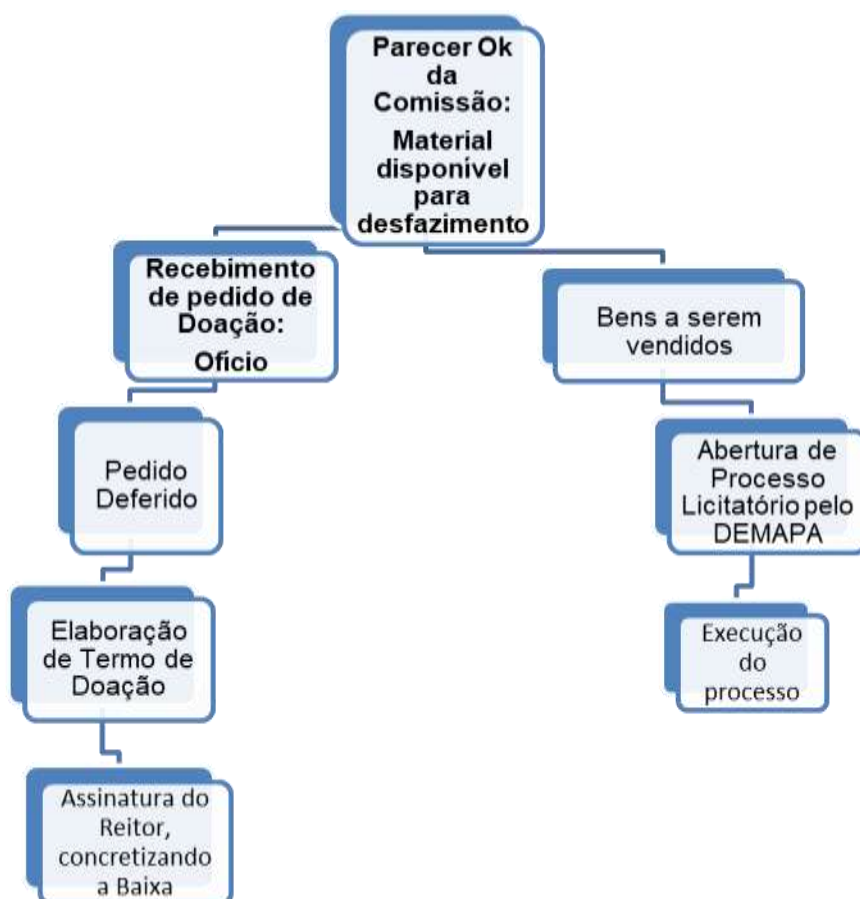 Parecer Ok
da
Comissão:
Material
disponível
para
desfazimento
Recebimento
de pedido de
Doação:
Ofício
Bens a serem
vendidos
Pedido
Deferido
Abertura de
Processo
Licitatório pelo
DEMAPA
Elaboração
de Termo de
Doação
Execução
do
processo
Assinatura do
Reitor,
concretizando
a Baixa